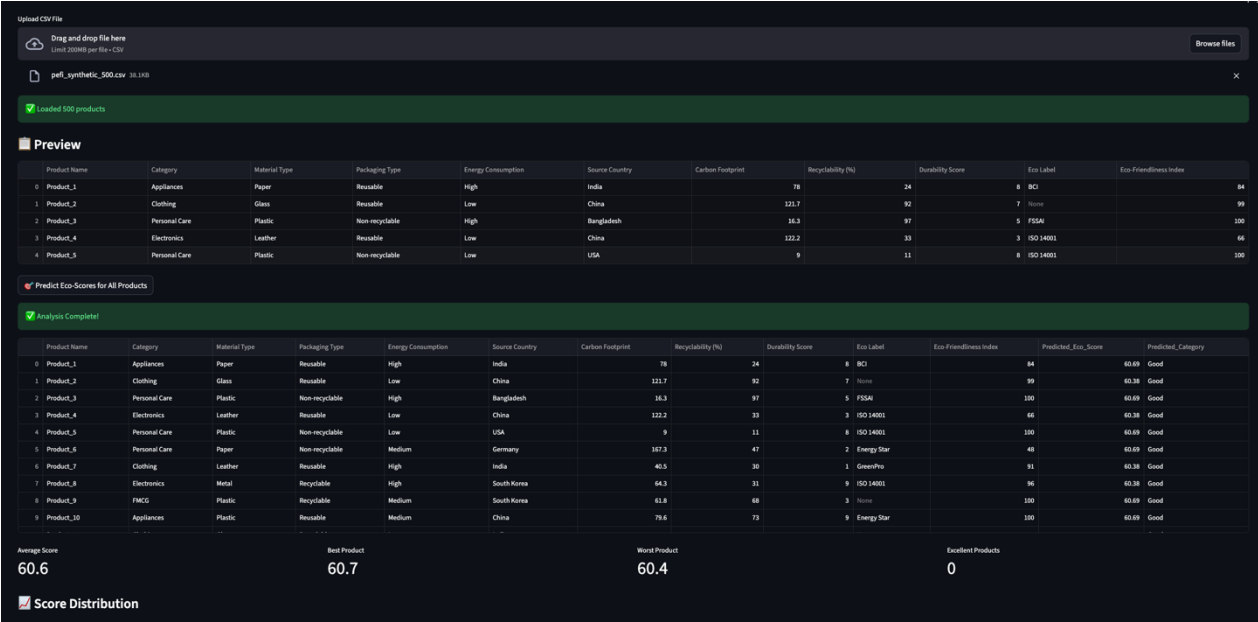 Upload CSV File
Drag and drop file here
Limit 200MB per file • CSV
Browse files
pefi_synthetic_500.csv 38.1KB
Loaded 500 products
Preview
Product Name Category Material Type Packaging Type Energy Consumption Source Country Carbon Footprint Recyclability (%) Durability Score Eco Label Eco-Friendliness Index
0 Product_1 Appliances Paper Reusable High India 78 24 8 BCI 84
1 Product_2 Clothing Glass Reusable Low China 121.7 92 7 None 99
2 Product_3 Personal Care Plastic Non-recyclable High Bangladesh 16.3 97 5 FSSAI 100
3 Product_4 Electronics Leather Reusable Low China 122.2 33 3 ISO 14001 66
4 Product_5 Personal Care Plastic Non-recyclable Low USA 9 11 8 ISO 14001 100
Predict Eco-Scores for All Products
Analysis Complete!
Product Name Category Material Type Packaging Type Energy Consumption Source Country Carbon Footprint Recyclability (%) Durability Score Eco Label Eco-Friendliness Index Predicted_Eco_Score Predicted_Category
0 Product_1 Appliances Paper Reusable High India 78 24 8 BCI 84 60.69 Good
1 Product_2 Clothing Glass Reusable Low China 121.7 92 7 None 99 60.38 Good
2 Product_3 Personal Care Plastic Non-recyclable High Bangladesh 16.3 97 5 FSSAI 100 60.69 Good
3 Product_4 Electronics Leather Reusable Low China 122.2 33 3 ISO 14001 66 60.38 Good
4 Product_5 Personal Care Plastic Non-recyclable Low USA 9 11 8 ISO 14001 100 60.69 Good
5 Product_6 Personal Care Paper Non-recyclable Medium Germany 167.3 47 2 Energy Star 48 60.69 Good
6 Product_7 Clothing Leather Reusable High India 40.5 30 1 GreenPro 91 60.38 Good
7 Product_8 Electronics Metal Recyclable High South Korea 64.3 31 9 ISO 14001 96 60.38 Good
8 Product_9 FMCG Plastic Recyclable Medium South Korea 61.8 68 3 None 100 60.69 Good
9 Product_10 Appliances Plastic Reusable Medium China 79.6 73 9 Energy Star 100 60.69 Good
Average Score Best Product Worst Product Excellent Products
60.6 60.7 60.4 0
Score Distribution